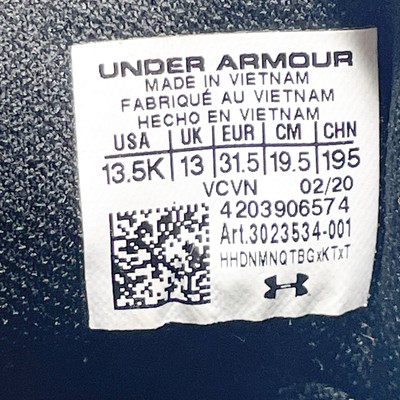 UNDER ARMOUR
MADE IN VIETNAM
FABRIQUÉ AU VIETNAM
HECHO EN VIETNAM
USA UK EUR CM CHN
13.5K 13 31.5 19.5 195
VCVN 02/20
4203906574
Art.3023534-001
HHDNMNQTBGxKTxT